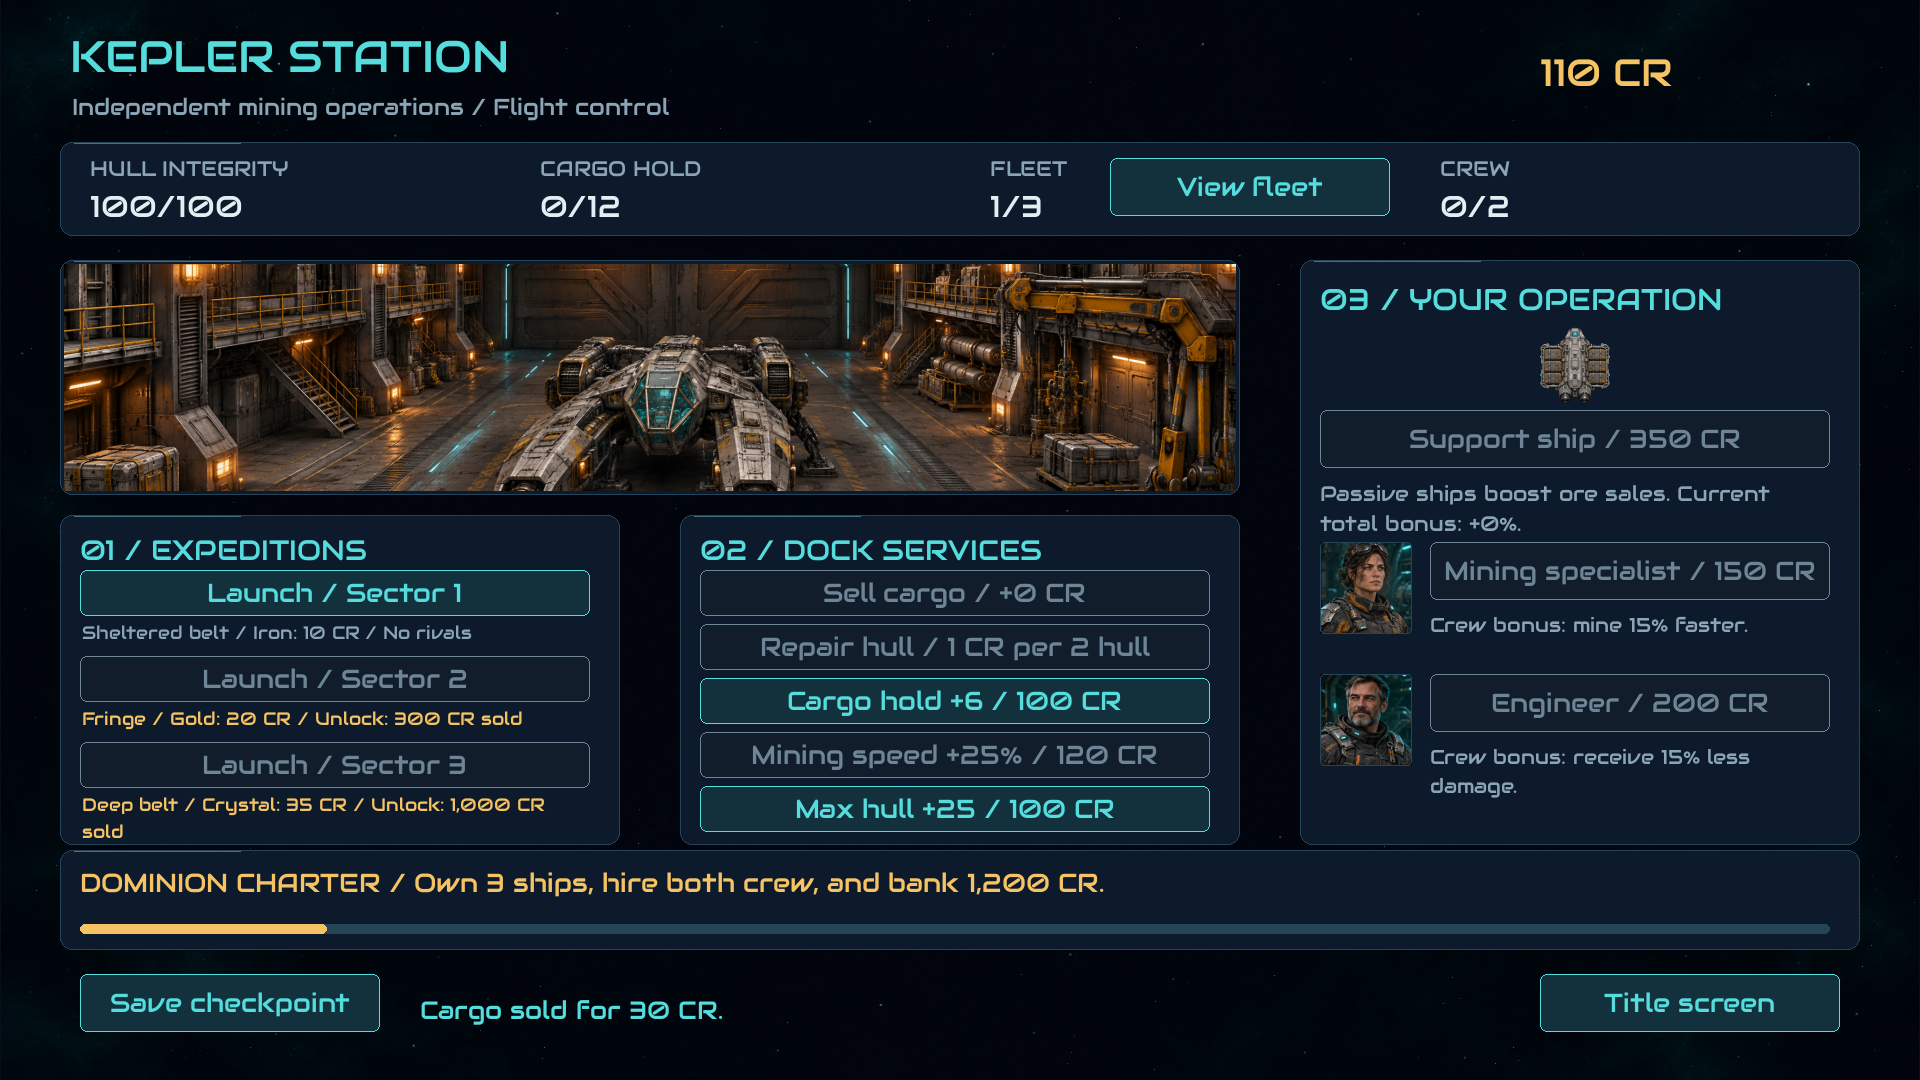 KEPLER STATION
Independent mining operations / Flight control
110 CR
HULL INTEGRITY
100/100
CARGO HOLD
0/12
FLEET
1/3
View fleet
CREW
0/2
01 / EXPEDITIONS
Launch / Sector 1
Sheltered belt / Iron: 10 CR / No rivals
Launch / Sector 2
Fringe / Gold: 20 CR / Unlock: 300 CR sold
Launch / Sector 3
Deep belt / Crystal: 35 CR / Unlock: 1,000 CR
sold
02 / DOCK SERVICES
Sell cargo / +0 CR
Repair hull / 1 CR per 2 hull
Cargo hold +6 / 100 CR
Mining speed +25% / 120 CR
Max hull +25 / 100 CR
03 / YOUR OPERATION
Support ship / 350 CR
Passive ships boost ore sales. Current
total bonus: +0%.
Mining specialist / 150 CR
Crew bonus: mine 15% faster.
Engineer / 200 CR
Crew bonus: receive 15% less
damage.
DOMINION CHARTER / Own 3 ships, hire both crew, and bank 1,200 CR.
Save checkpoint
Cargo sold for 30 CR.
Title screen